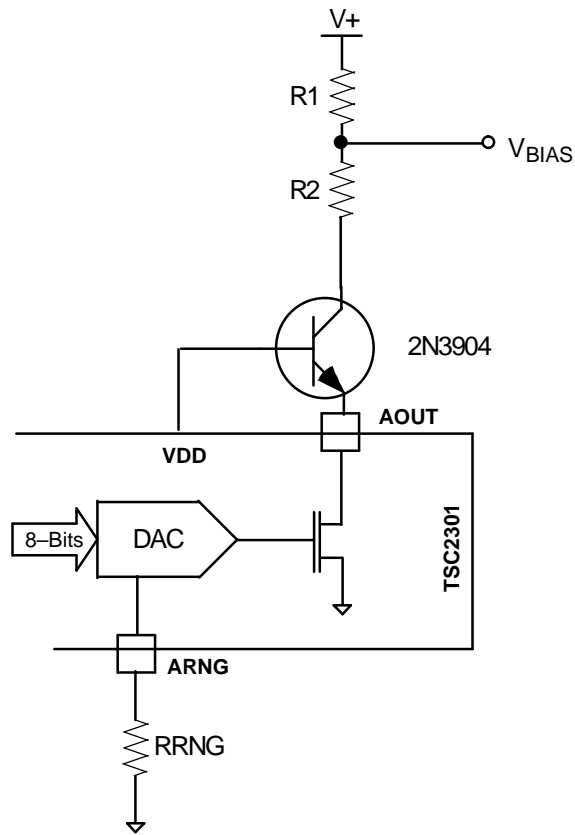 V+
R1
VBIAS
R2
2N3904
AOUT
VDD
8–Bits
DAC
TSC2301
ARNG
RRNG